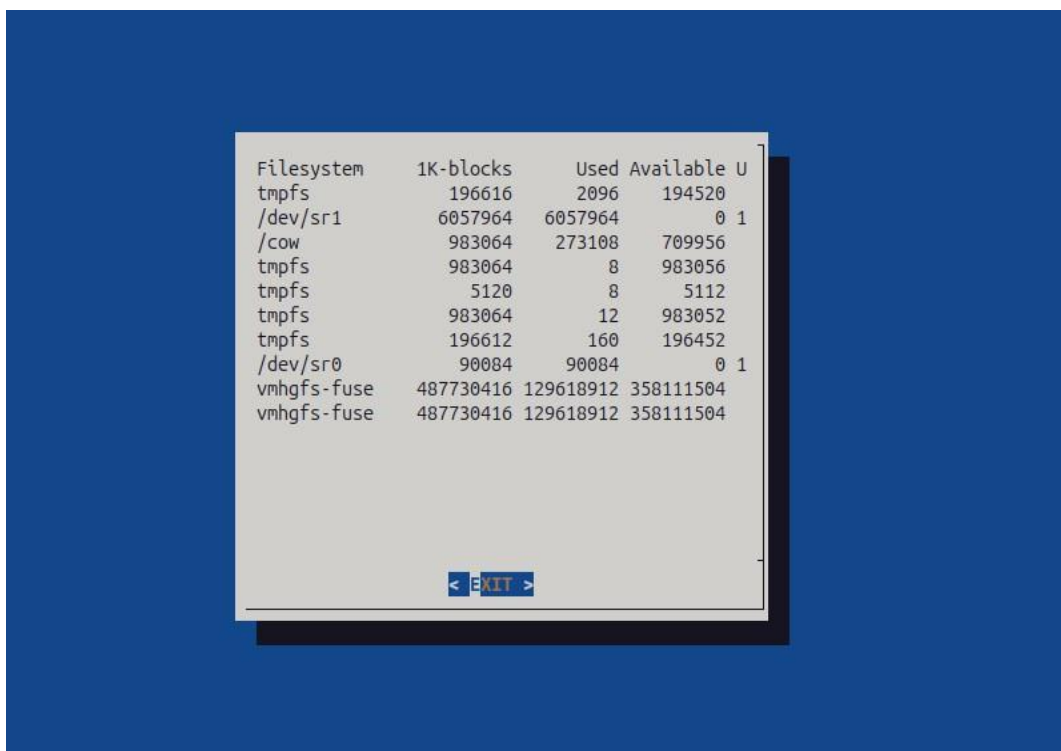 Filesystem 1K-blocks Used Available U
tmpfs 196616 2096 194520
/dev/sr1 6057964 6057964 0 1
/cow 983064 273108 709956
tmpfs 983064 8 983056
tmpfs 5120 8 5112
tmpfs 983064 12 983052
tmpfs 196612 160 196452
/dev/sr0 90084 90084 0 1
vmhgfs-fuse 487730416 129618912 358111504
vmhgfs-fuse 487730416 129618912 358111504
< EXIT >